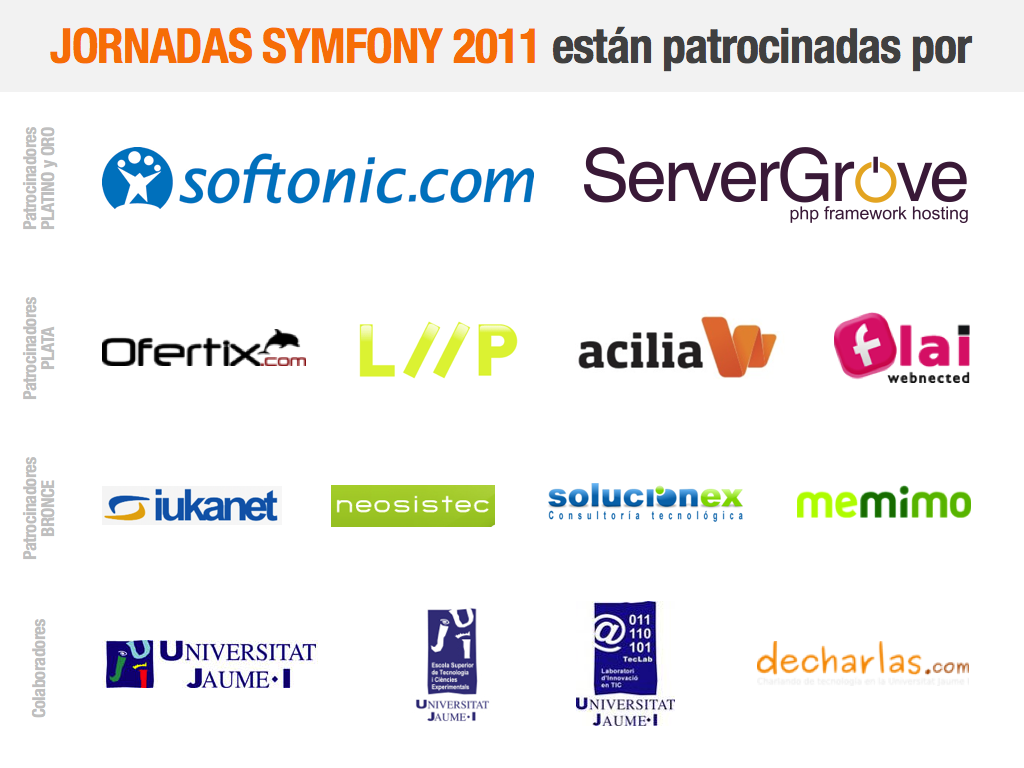 JORNADAS SYMFONY 2011 están patrocinadas por
Patrocinadores
PLATINO y ORO
softonic.com
ServerGrove
php framework hosting
Patrocinadores
PLATA
Ofertix.com
LIIP
acilia
flai
webnected
Patrocinadores
BRONCE
iukanet
neosistec
solucionex
Consultoría tecnológica
memimo
Colaboradores
UNIVERSITAT
JAUME·I
Escola Superior
de Tecnologia
i Ciències
Experimentals
UNIVERSITAT
JAUME·I
@ 011
110
101
TecLab
Laboratori
d'Innovació
en TIC
UNIVERSITAT
JAUME·I
decharlas.com
Charlando de tecnología en la Universitat Jaume I